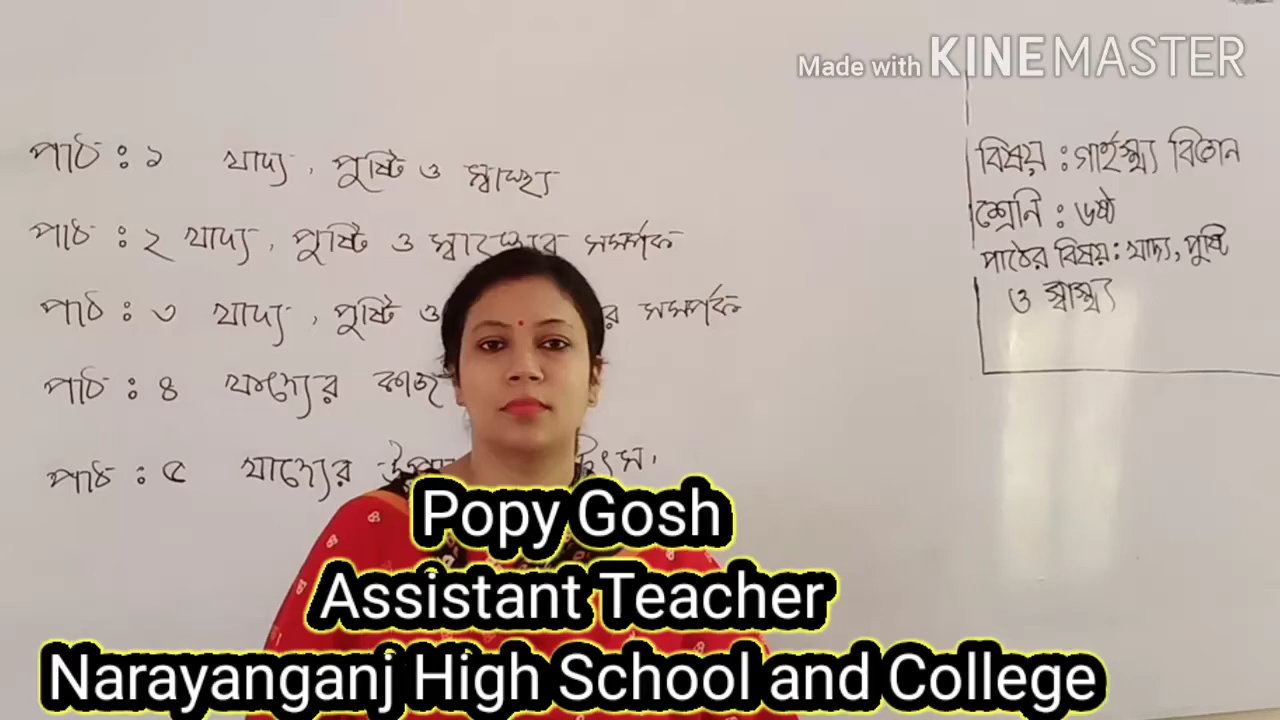 Made with KINEMASTER
পাঠ : ১ খাদ্য, পুষ্টি ও স্বাস্থ্য
পাঠ : ২ খাদ্য, পুষ্টি ও স্বাস্থ্যের সম্পর্ক
পাঠ : ৩ খাদ্য, পুষ্টি ও র সম্পর্ক
পাঠ : ৪ খাদ্যের কাজ
পাঠ : ৫ খাদ্যের
বিষয় : গার্হস্থ্য বিজ্ঞান
শ্রেনি : ৬ষ্ঠ
পাঠের বিষয়: খাদ্য, পুষ্টি
ও স্বাস্থ্য
Popy Gosh
Assistant Teacher
Narayanganj High School and College